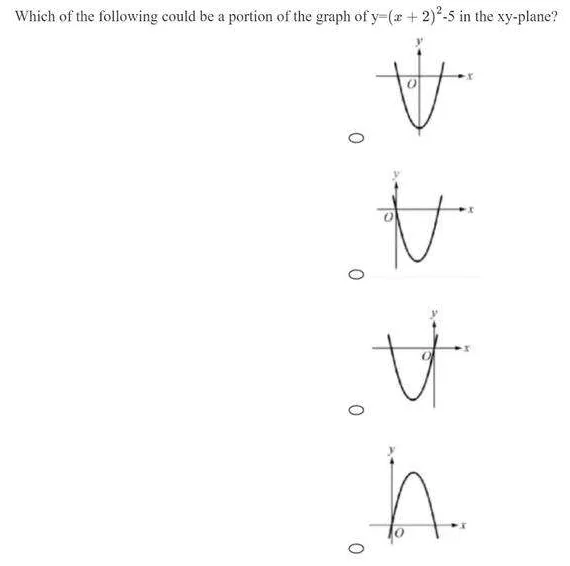 Which of the following could be a portion of the graph of y=(x + 2)²-5 in the xy-plane?
y
x
O
y
x
O
y
x
O
y
x
O